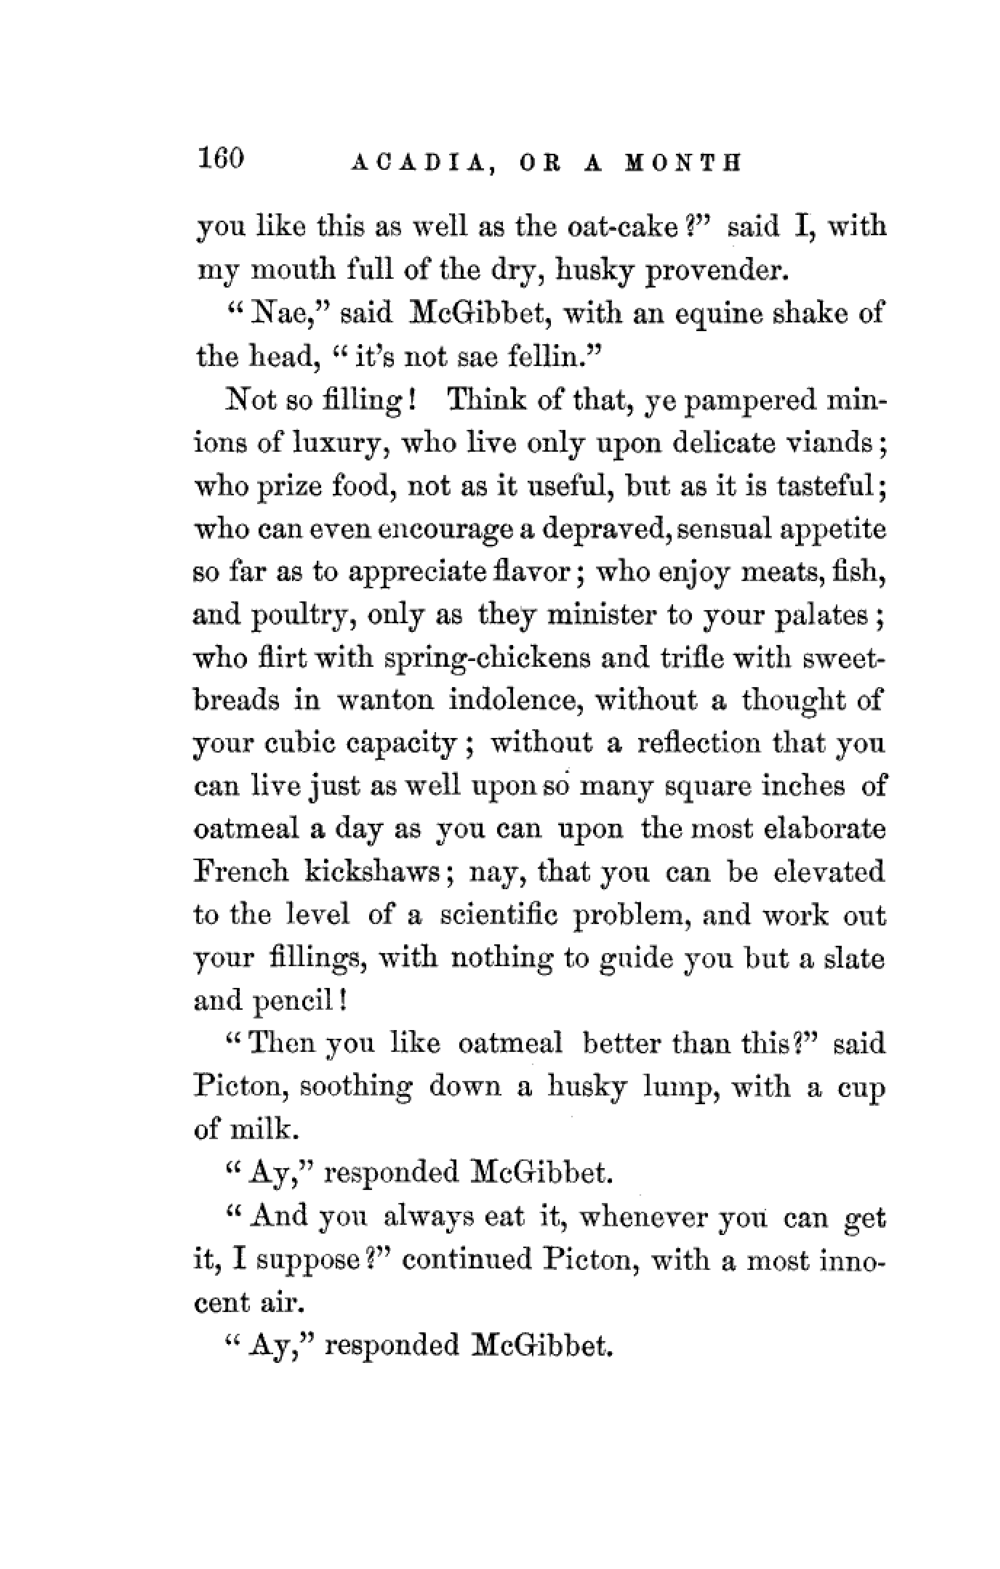 160 ACADIA, OR A MONTH
you like this as well as the oat-cake?" said I, with
my mouth full of the dry, husky provender.
"Nae," said McGibbet, with an equine shake of
the head, "it's not sae fellin."
Not so filling! Think of that, ye pampered min-
ions of luxury, who live only upon delicate viands;
who prize food, not as it useful, but as it is tasteful;
who can even encourage a depraved, sensual appetite
so far as to appreciate flavor; who enjoy meats, fish,
and poultry, only as they minister to your palates;
who flirt with spring-chickens and trifle with sweet-
breads in wanton indolence, without a thought of
your cubic capacity; without a reflection that you
can live just as well upon so many square inches of
oatmeal a day as you can upon the most elaborate
French kickshaws; nay, that you can be elevated
to the level of a scientific problem, and work out
your fillings, with nothing to guide you but a slate
and pencil!
"Then you like oatmeal better than this?" said
Picton, soothing down a husky lump, with a cup
of milk.
"Ay," responded McGibbet.
"And you always eat it, whenever you can get
it, I suppose?" continued Picton, with a most inno-
cent air.
"Ay," responded McGibbet.